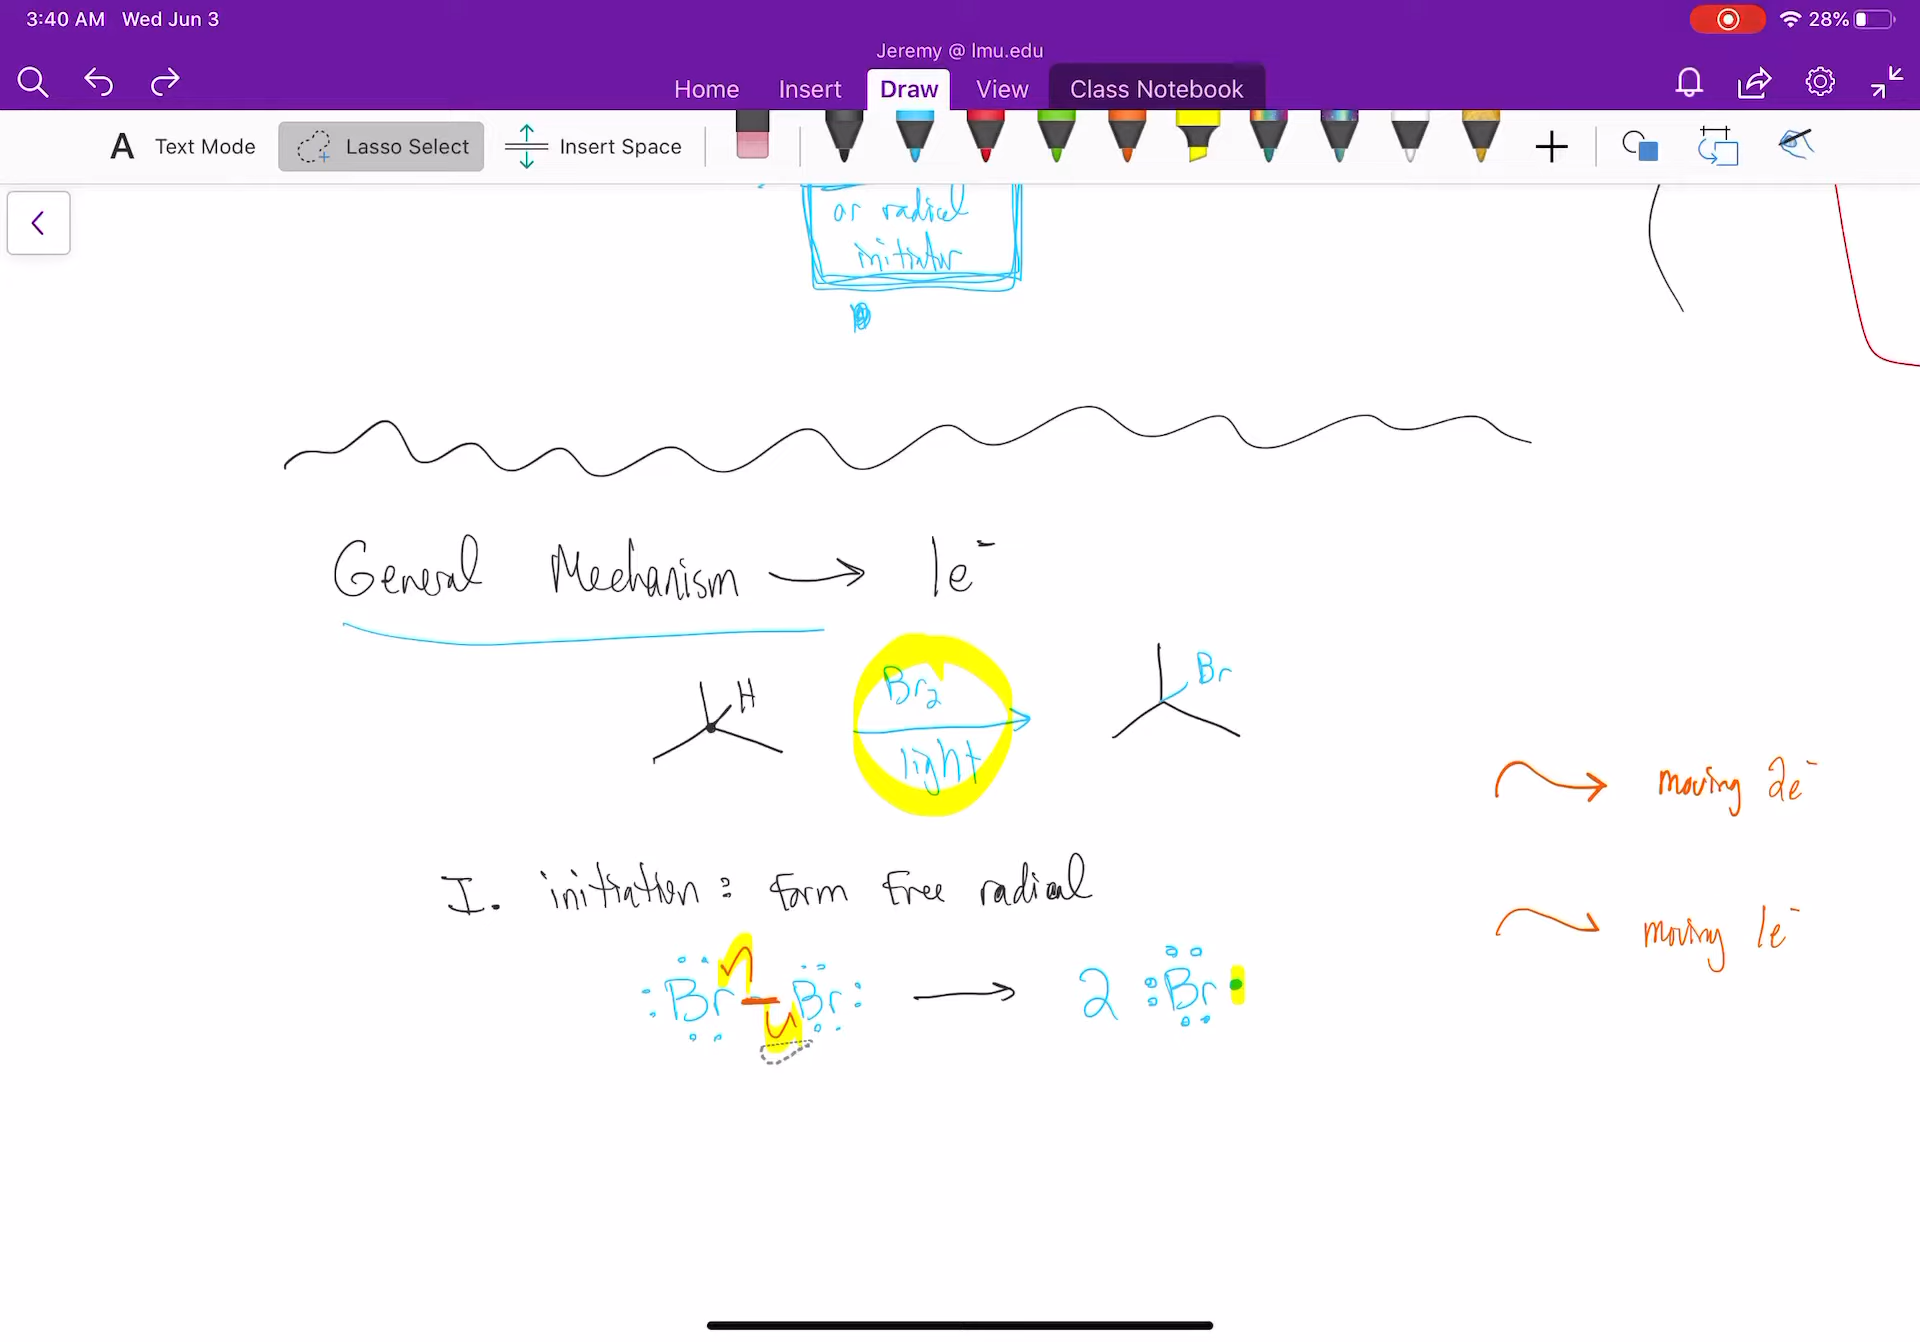 3:40 AM Wed Jun 3
28%
Jeremy @ lmu.edu
Home Insert Draw View Class Notebook
A Text Mode Lasso Select Insert Space
or radical
initiator
General Mechanism → 1e⁻
H
Br₂
light
Br
moving 2e⁻
I. initiation: Form Free radical
moving 1e⁻
:Br—Br: → 2 :Br•